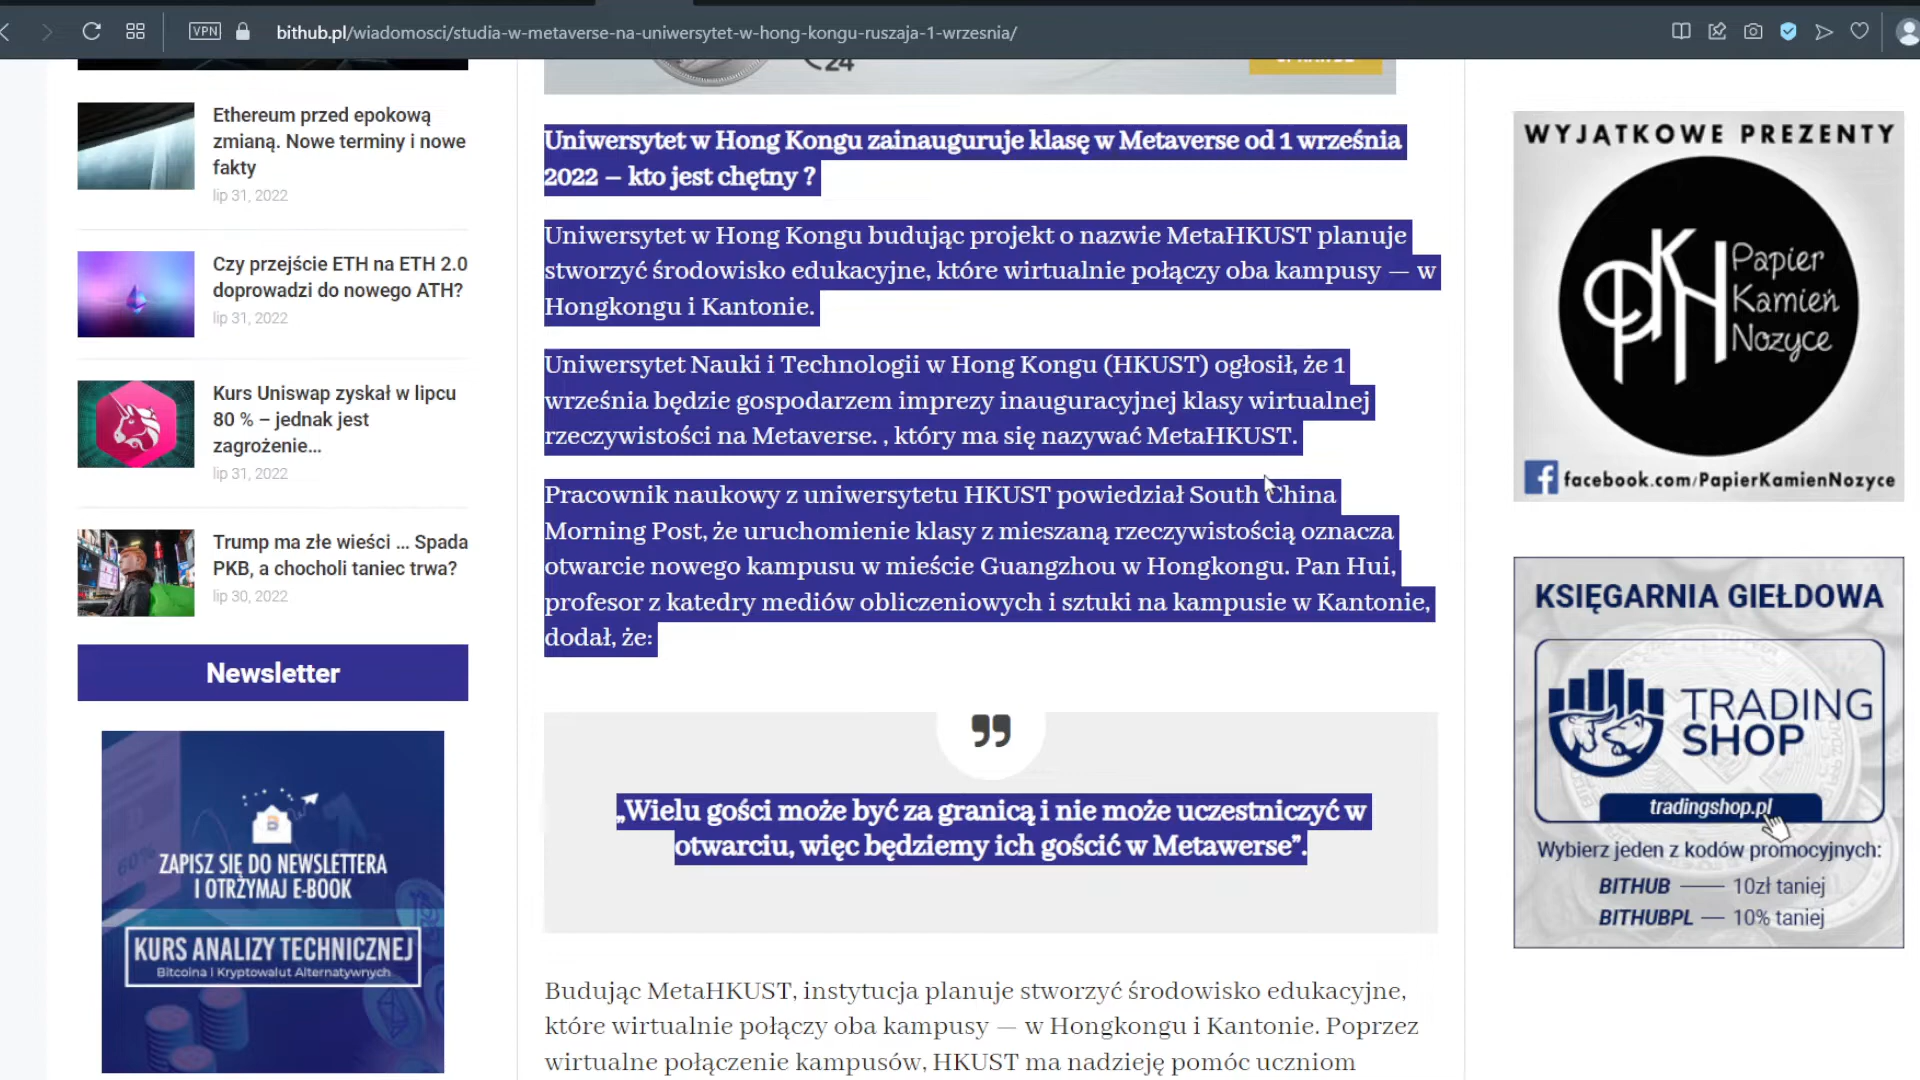 VPN
bithub.pl/wiadomosci/studia-w-metaverse-na-uniwersytet-w-hong-kongu-ruszaja-1-wrzesnia/
24
Ethereum przed epokową
zmianą. Nowe terminy i nowe
fakty
lip 31, 2022
Czy przejście ETH na ETH 2.0
doprowadzi do nowego ATH?
lip 31, 2022
Kurs Uniswap zyskał w lipcu
80 % – jednak jest
zagrożenie...
lip 31, 2022
Trump ma złe wieści ... Spada
PKB, a chocholi taniec trwa?
lip 30, 2022
Newsletter
ZAPISZ SIĘ DO NEWSLETTERA
I OTRZYMAJ E-BOOK
KURS ANALIZY TECHNICZNEJ
Bitcoina i Kryptowalut Alternatywnych
Uniwersytet w Hong Kongu zainauguruje klasę w Metaverse od 1 września
2022 – kto jest chętny ?
Uniwersytet w Hong Kongu budując projekt o nazwie MetaHKUST planuje
stworzyć środowisko edukacyjne, które wirtualnie połączy oba kampusy — w
Hongkongu i Kantonie.
Uniwersytet Nauki i Technologii w Hong Kongu (HKUST) ogłosił, że 1
września będzie gospodarzem imprezy inauguracyjnej klasy wirtualnej
rzeczywistości na Metaverse. , który ma się nazywać MetaHKUST.
Pracownik naukowy z uniwersytetu HKUST powiedział South China
Morning Post, że uruchomienie klasy z mieszaną rzeczywistością oznacza
otwarcie nowego kampusu w mieście Guangzhou w Hongkongu. Pan Hui,
profesor z katedry mediów obliczeniowych i sztuki na kampusie w Kantonie,
dodał, że:
„Wielu gości może być za granicą i nie może uczestniczyć w
otwarciu, więc będziemy ich gościć w Metawerse”.
Budując MetaHKUST, instytucja planuje stworzyć środowisko edukacyjne,
które wirtualnie połączy oba kampusy — w Hongkongu i Kantonie. Poprzez
wirtualne połączenie kampusów, HKUST ma nadzieję pomóc uczniom
WYJĄTKOWE PREZENTY
PKN
Papier
Kamień
Nożyce
facebook.com/PapierKamienNozyce
KSIĘGARNIA GIEŁDOWA
TRADING
SHOP
tradingshop.pl
Wybierz jeden z kodów promocyjnych:
BITHUB — 10zł taniej
BITHUBPL — 10% taniej